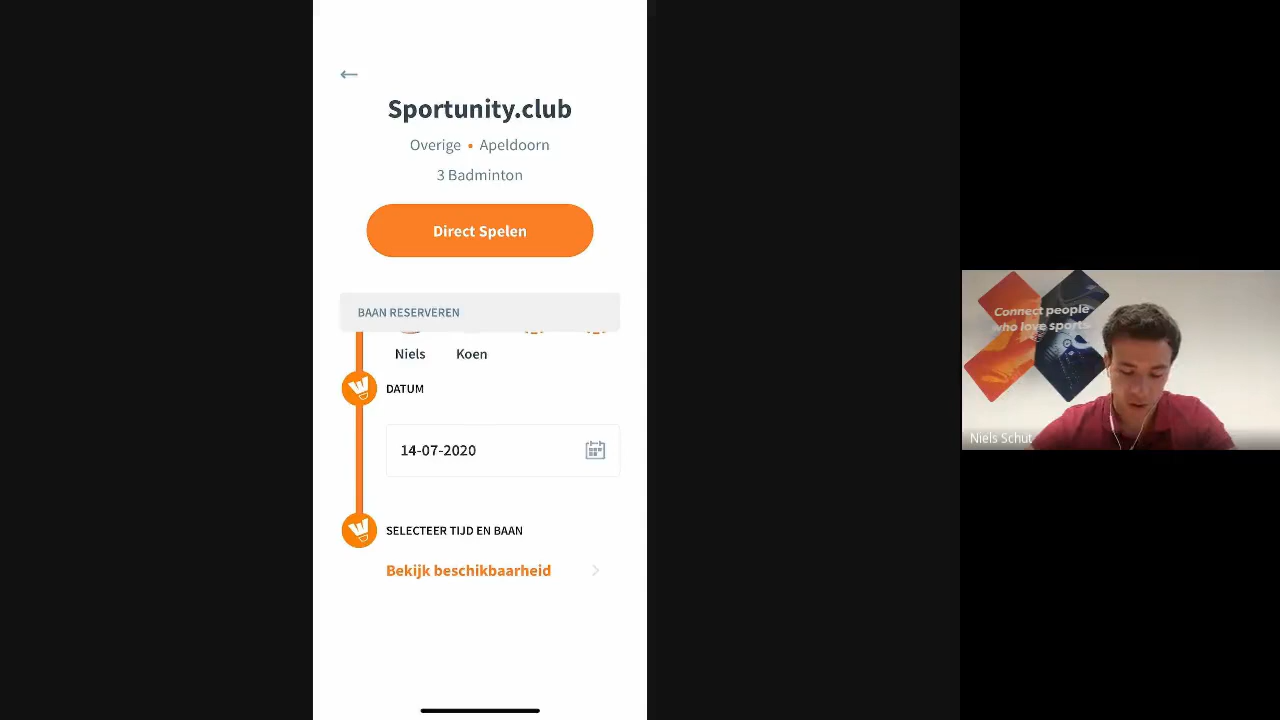 Sportunity.club
Overige • Apeldoorn
3 Badminton
Direct Spelen
BAAN RESERVEREN
Niels Koen
DATUM
14-07-2020
SELECTEER TIJD EN BAAN
Bekijk beschikbaarheid
Connect people
who love sports
Niels Schut